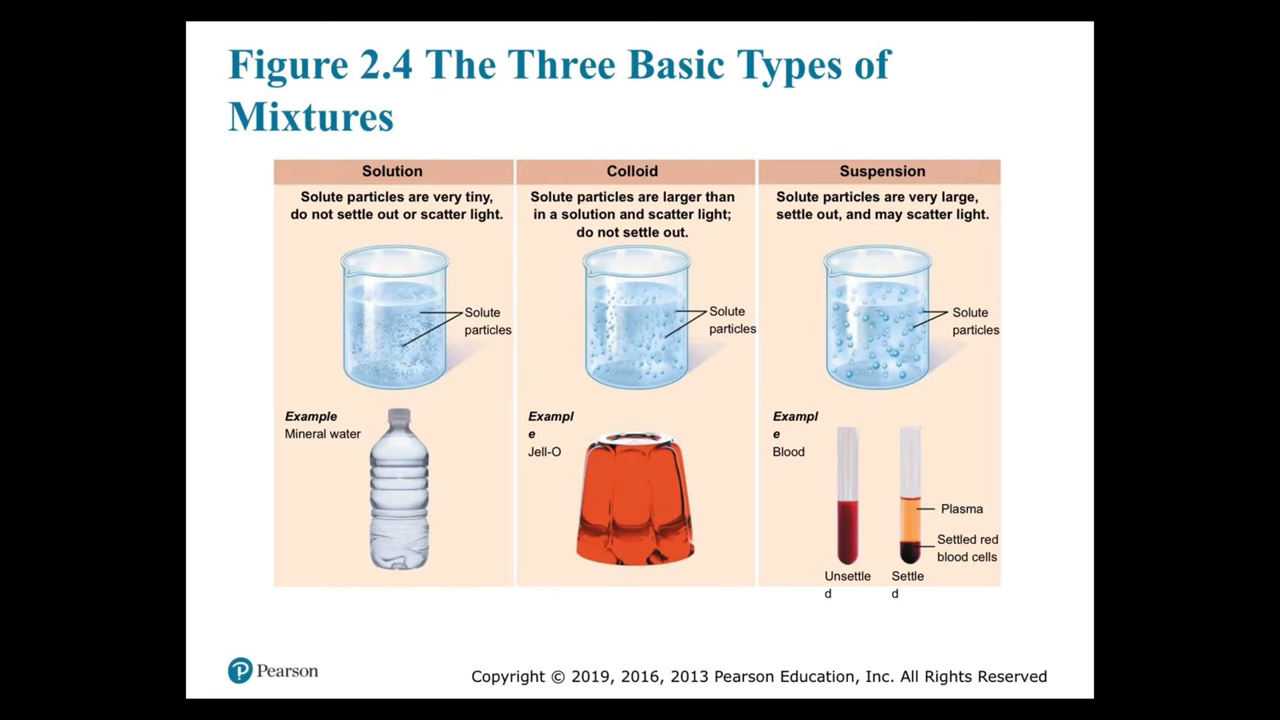 Figure 2.4 The Three Basic Types of
Mixtures
Solution
Solute particles are very tiny,
do not settle out or scatter light.
Solute
particles
Example
Mineral water
Colloid
Solute particles are larger than
in a solution and scatter light;
do not settle out.
Solute
particles
Exampl
e
Jell-O
Suspension
Solute particles are very large,
settle out, and may scatter light.
Solute
particles
Exampl
e
Blood
Plasma
Settled red
blood cells
Unsettle
d
Settle
d
Pearson
Copyright © 2019, 2016, 2013 Pearson Education, Inc. All Rights Reserved